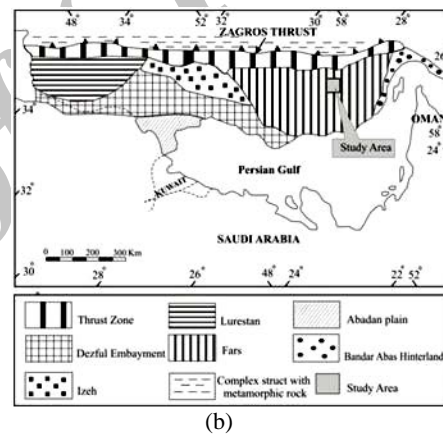 48° 34° 52° 32° 30° 58° 28°
ZAGROS THRUST
26
34°
OMAN
Study Area
58°
24°
Persian Gulf
32°
KUWAIT
SAUDI ARABIA
0 100 200 300 Km
30° 28° 26° 48° 24° 22° 52°
Thrust Zone Lurestan Abadan plain
Dezful Embayment Fars Bandar Abas Hinterland
Izeh Complex struct with metamorphic rock Study Area
(b)